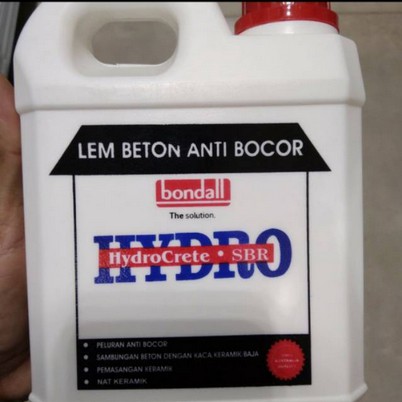 LEM BETON ANTI BOCOR
bondall
The solution.
HYDRO
HydroCrete • SBR
• PELURAN ANTI BOCOR
• SAMBUNGAN BETON DENGAN KACA KERAMIK BAJA
• PEMASANGAN KERAMIK
• NAT KERAMIK